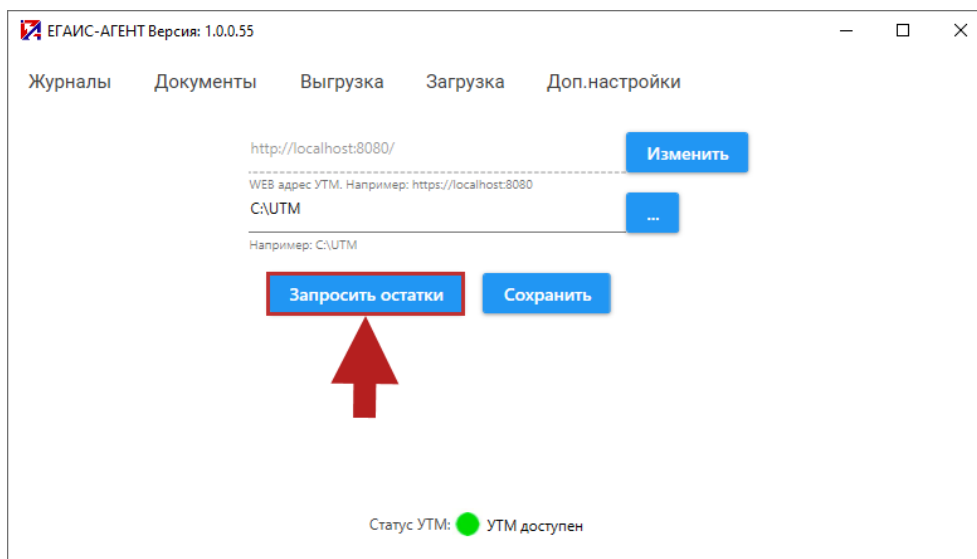 ЕГАИС-АГЕНТ Версия: 1.0.0.55
Журналы Документы Выгрузка Загрузка Доп.настройки
http://localhost:8080/ Изменить
WEB адрес УТМ. Например: https://localhost:8080
C:\UTM ...
Например: C:\UTM
Запросить остатки Сохранить
Статус УТМ: УТМ доступен